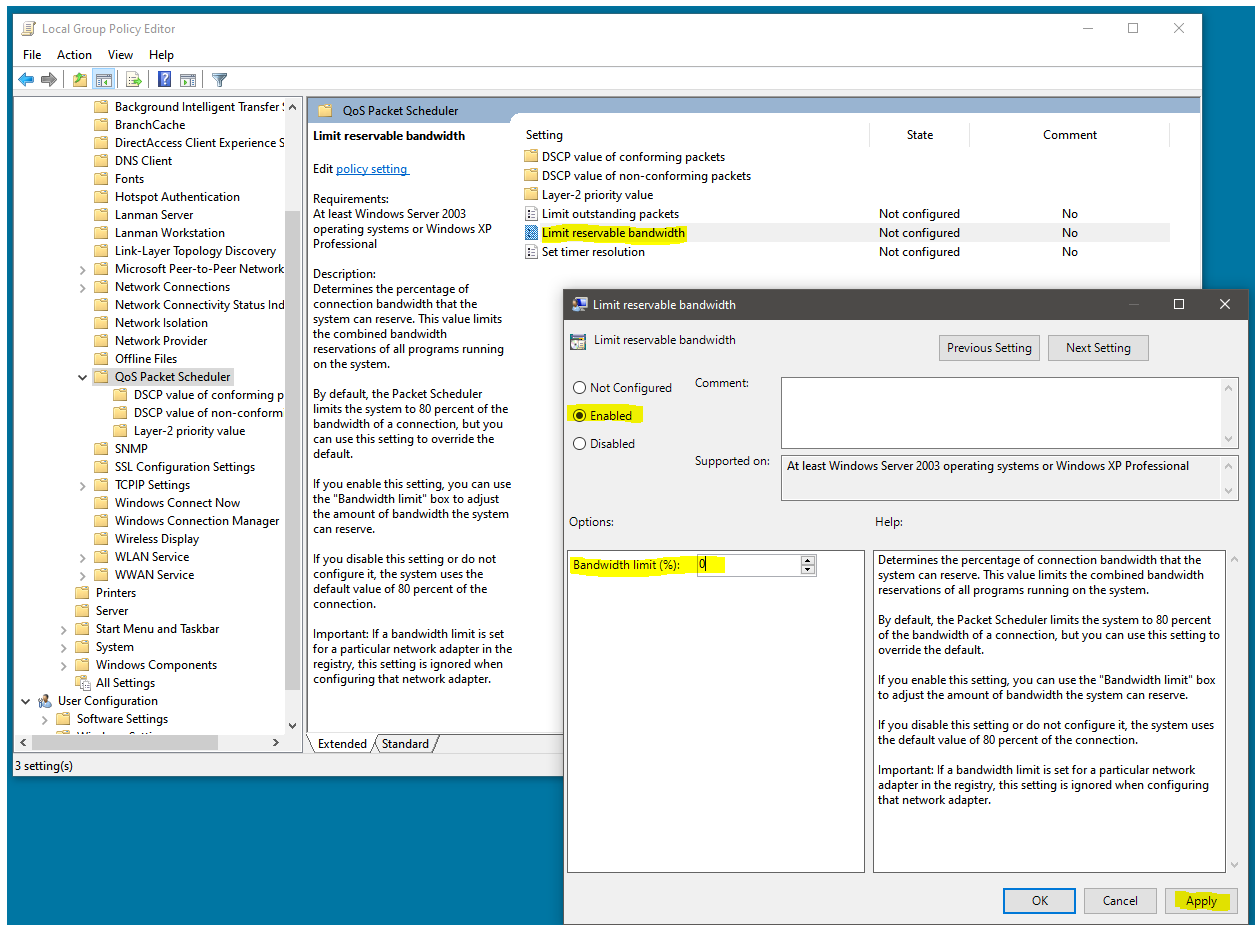 Local Group Policy Editor
File Action View Help
Background Intelligent Transfer
BranchCache
DirectAccess Client Experience S
DNS Client
Fonts
Hotspot Authentication
Lanman Server
Lanman Workstation
Link-Layer Topology Discovery
Microsoft Peer-to-Peer Network
Network Connections
Network Connectivity Status Ind
Network Isolation
Network Provider
Offline Files
QoS Packet Scheduler
DSCP value of conforming p
DSCP value of non-conform
Layer-2 priority value
SNMP
SSL Configuration Settings
TCPIP Settings
Windows Connect Now
Windows Connection Manager
Wireless Display
WLAN Service
WWAN Service
Printers
Server
Start Menu and Taskbar
System
Windows Components
All Settings
User Configuration
Software Settings
3 setting(s)
QoS Packet Scheduler
Limit reservable bandwidth
Edit policy setting
Requirements:
At least Windows Server 2003
operating systems or Windows XP
Professional
Description:
Determines the percentage of
connection bandwidth that the
system can reserve. This value limits
the combined bandwidth
reservations of all programs running
on the system.
By default, the Packet Scheduler
limits the system to 80 percent of the
bandwidth of a connection, but you
can use this setting to override the
default.
If you enable this setting, you can use
the "Bandwidth limit" box to adjust
the amount of bandwidth the system
can reserve.
If you disable this setting or do not
configure it, the system uses the
default value of 80 percent of the
connection.
Important: If a bandwidth limit is set
for a particular network adapter in the
registry, this setting is ignored when
configuring that network adapter.
Extended Standard
Setting State Comment
DSCP value of conforming packets
DSCP value of non-conforming packets
Layer-2 priority value
Limit outstanding packets Not configured No
Limit reservable bandwidth Not configured No
Set timer resolution Not configured No
Limit reservable bandwidth
Limit reservable bandwidth
Previous Setting Next Setting
Not Configured
Enabled
Disabled
Comment:
Supported on: At least Windows Server 2003 operating systems or Windows XP Professional
Options:
Bandwidth limit (%): 0
Help:
Determines the percentage of connection bandwidth that the
system can reserve. This value limits the combined bandwidth
reservations of all programs running on the system.
By default, the Packet Scheduler limits the system to 80 percent
of the bandwidth of a connection, but you can use this setting to
override the default.
If you enable this setting, you can use the "Bandwidth limit" box
to adjust the amount of bandwidth the system can reserve.
If you disable this setting or do not configure it, the system uses
the default value of 80 percent of the connection.
Important: If a bandwidth limit is set for a particular network
adapter in the registry, this setting is ignored when configuring
that network adapter.
OK Cancel Apply